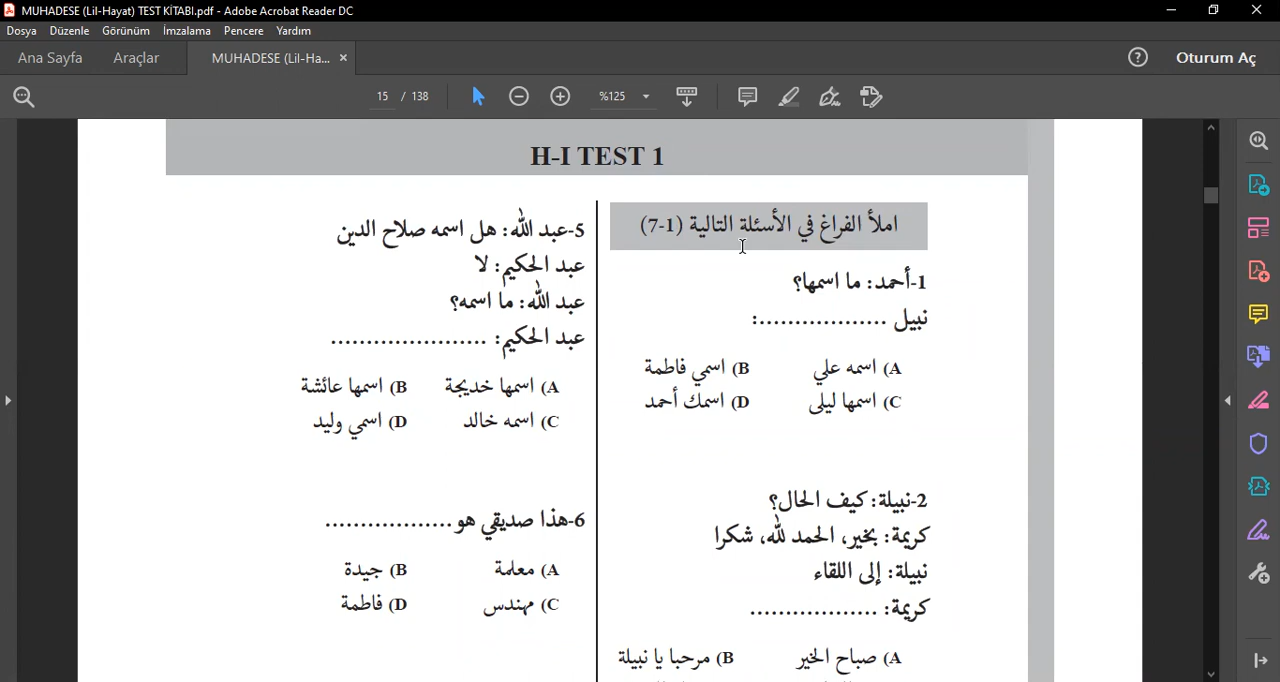 MUHADESE (Lil-Hayat) TEST KİTABI.pdf - Adobe Acrobat Reader DC
Dosya Düzenle Görünüm İmzalama Pencere Yardım
Ana Sayfa Araçlar MUHADESE (Lil-Ha... × ? Oturum Aç
15 / 138 %125
H-I TEST 1
املأ الفراغ في الأسئلة التالية (1-7)
1-أحمد: ما اسمها؟
نبيل ..................:
A) اسمه علي B) اسمي فاطمة
C) اسمها ليلى D) اسمك أحمد
2-نبيلة: كيف الحال؟
كريمة: بخير، الحمد لله، شكرا
نبيلة: إلى اللقاء
كريمة: ..................
A) صباح الخير B) مرحبا يا نبيلة
5-عبد الله: هل اسمه صلاح الدين
عبد الحكيم: لا
عبد الله: ما اسمه؟
عبد الحكيم: ......................
A) اسمها خديجة B) اسمها عائشة
C) اسمه خالد D) اسمي وليد
6-هذا صديقي هو..................
A) معلمة B) جيدة
C) مهندس D) فاطمة